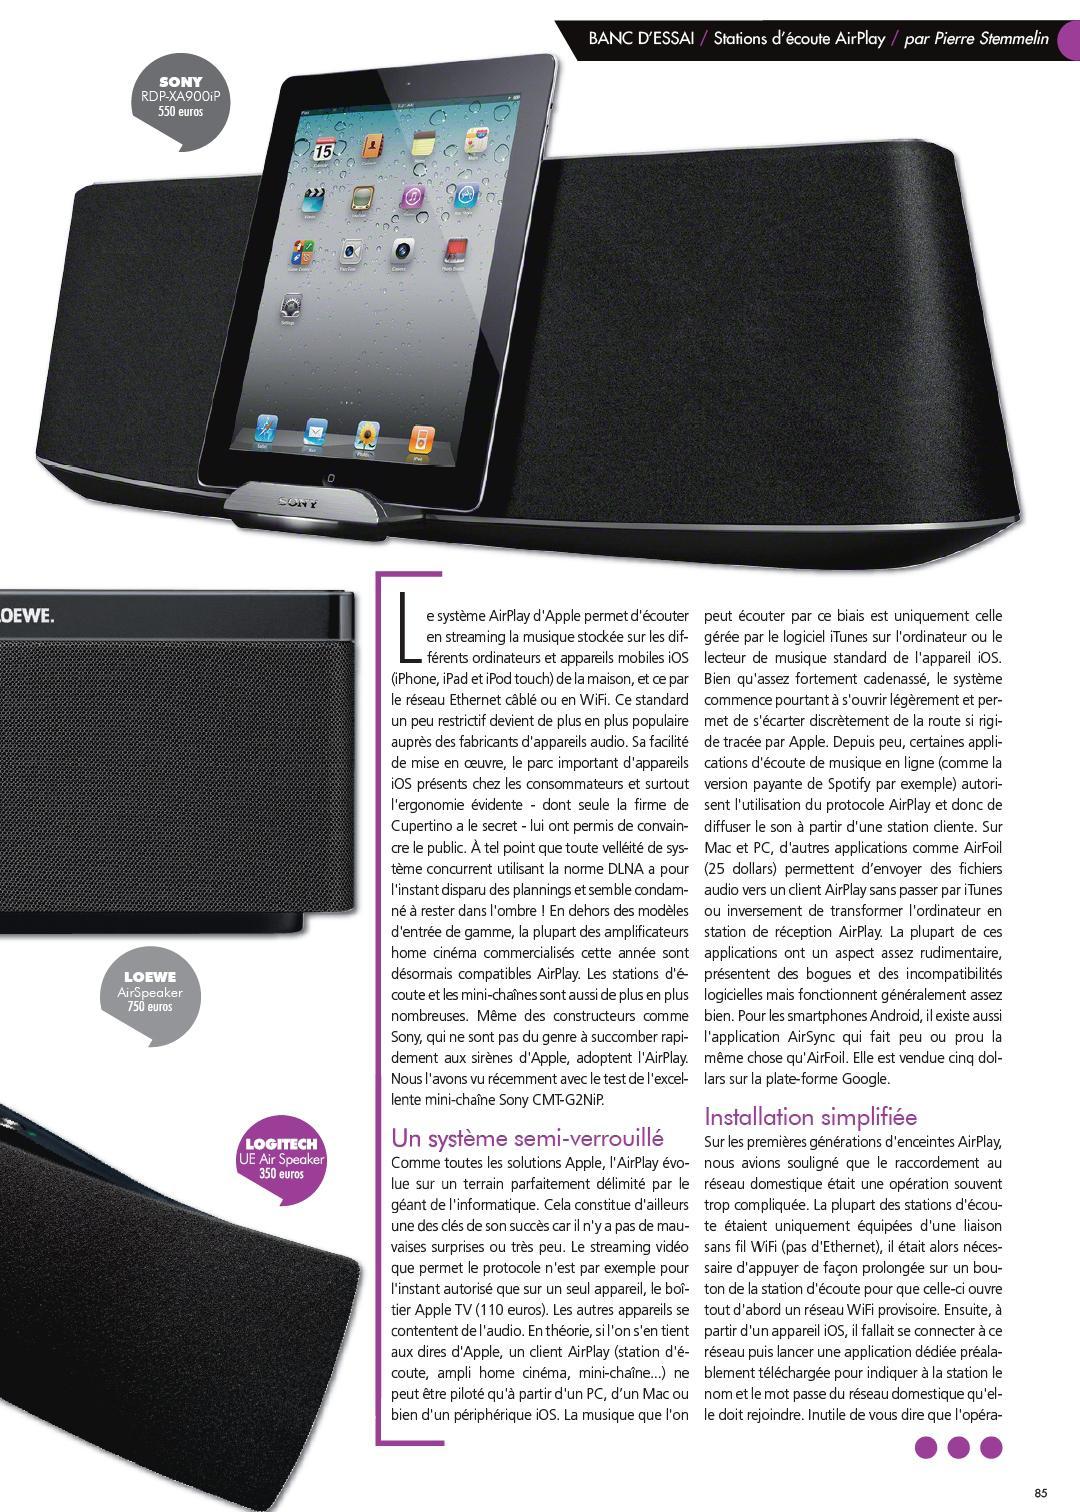 BANC D'ESSAI / Stations d'écoute AirPlay / par Pierre Stemmelin
SONY
RDP-XA900iP
550 euros
SONY
LOEWE.
LOEWE
AirSpeaker
750 euros
LOGITECH
UE Air Speaker
350 euros
Le système AirPlay d'Apple permet d'écouter
en streaming la musique stockée sur les dif-
férents ordinateurs et appareils mobiles iOS
(iPhone, iPad et iPod touch) de la maison, et ce par
le réseau Ethernet câblé ou en WiFi. Ce standard
un peu restrictif devient de plus en plus populaire
auprès des fabricants d'appareils audio. Sa facilité
de mise en œuvre, le parc important d'appareils
iOS présents chez les consommateurs et surtout
l'ergonomie évidente - dont seule la firme de
Cupertino a le secret - lui ont permis de convain-
cre le public. À tel point que toute velléité de sys-
tème concurrent utilisant la norme DLNA a pour
l'instant disparu des plannings et semble condam-
né à rester dans l'ombre ! En dehors des modèles
d'entrée de gamme, la plupart des amplificateurs
home cinéma commercialisés cette année sont
désormais compatibles AirPlay. Les stations d'é-
coute et les mini-chaînes sont aussi de plus en plus
nombreuses. Même des constructeurs comme
Sony, qui ne sont pas du genre à succomber rapi-
dement aux sirènes d'Apple, adoptent l'AirPlay.
Nous l'avons vu récemment avec le test de l'excel-
lente mini-chaîne Sony CMT-G2NiP.
Un système semi-verrouillé
Comme toutes les solutions Apple, l'AirPlay évo-
lue sur un terrain parfaitement délimité par le
géant de l'informatique. Cela constitue d'ailleurs
une des clés de son succès car il n'y a pas de mau-
vaises surprises ou très peu. Le streaming vidéo
que permet le protocole n'est par exemple pour
l'instant autorisé que sur un seul appareil, le boî-
tier Apple TV (110 euros). Les autres appareils se
contentent de l'audio. En théorie, si l'on s'en tient
aux dires d'Apple, un client AirPlay (station d'é-
coute, ampli home cinéma, mini-chaîne...) ne
peut être piloté qu'à partir d'un PC, d'un Mac ou
bien d'un périphérique iOS. La musique que l'on
peut écouter par ce biais est uniquement celle
gérée par le logiciel iTunes sur l'ordinateur ou le
lecteur de musique standard de l'appareil iOS.
Bien qu'assez fortement cadenassé, le système
commence pourtant à s'ouvrir légèrement et per-
met de s'écarter discrètement de la route si rigi-
de tracée par Apple. Depuis peu, certaines appli-
cations d'écoute de musique en ligne (comme la
version payante de Spotify par exemple) autori-
sent l'utilisation du protocole AirPlay et donc de
diffuser le son à partir d'une station cliente. Sur
Mac et PC, d'autres applications comme AirFoil
(25 dollars) permettent d'envoyer des fichiers
audio vers un client AirPlay sans passer par iTunes
ou inversement de transformer l'ordinateur en
station de réception AirPlay. La plupart de ces
applications ont un aspect assez rudimentaire,
présentent des bogues et des incompatibilités
logicielles mais fonctionnent généralement assez
bien. Pour les smartphones Android, il existe aussi
l'application AirSync qui fait peu ou prou la
même chose qu'AirFoil. Elle est vendue cinq dol-
lars sur la plate-forme Google.
Installation simplifiée
Sur les premières générations d'enceintes AirPlay,
nous avions souligné que le raccordement au
réseau domestique était une opération souvent
trop compliquée. La plupart des stations d'écou-
te étaient uniquement équipées d'une liaison
sans fil WiFi (pas d'Ethernet), il était alors néces-
saire d'appuyer de façon prolongée sur un bou-
ton de la station d'écoute pour que celle-ci ouvre
tout d'abord un réseau WiFi provisoire. Ensuite, à
partir d'un appareil iOS, il fallait se connecter à ce
réseau puis lancer une application dédiée préala-
blement téléchargée pour indiquer à la station le
nom et le mot passe du réseau domestique qu'el-
le doit rejoindre. Inutile de vous dire que l'opéra-
85